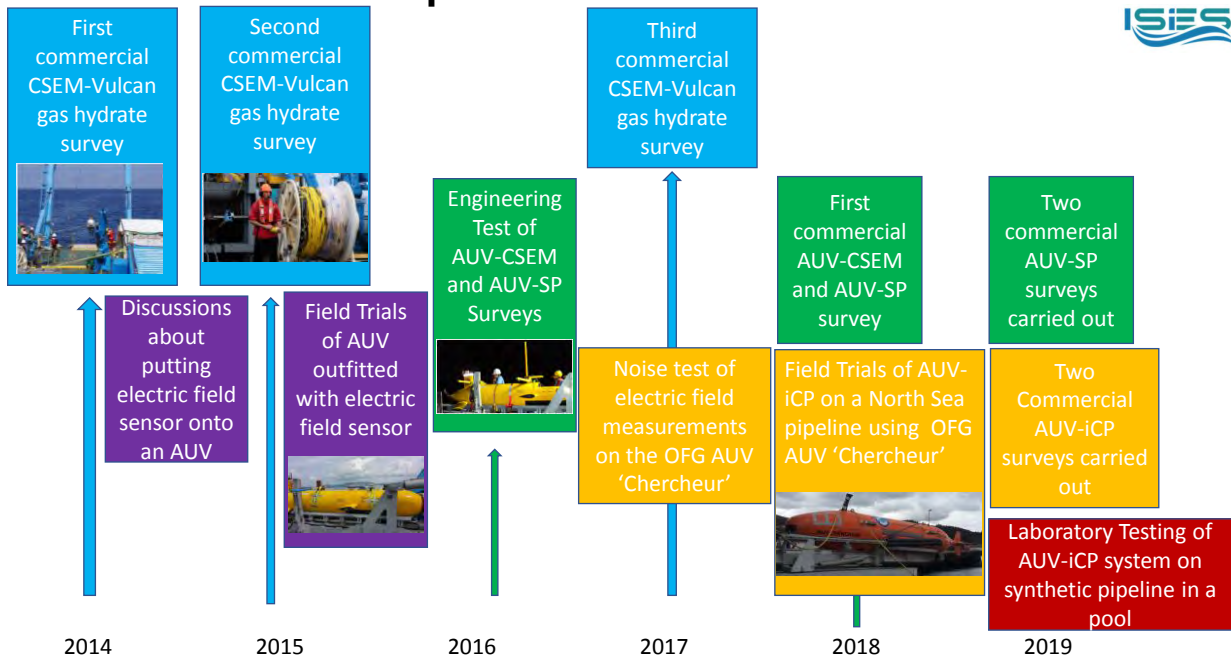 ISIES
First
commercial
CSEM-Vulcan
gas hydrate
survey
Second
commercial
CSEM-Vulcan
gas hydrate
survey
Third
commercial
CSEM-Vulcan
gas hydrate
survey
Discussions
about
putting
electric field
sensor onto
an AUV
Field Trials
of AUV
outfitted
with electric
field sensor
Engineering
Test of
AUV-CSEM
and AUV-SP
Surveys
Noise test of
electric field
measurements
on the OFG AUV
‘Chercheur’
First
commercial
AUV-CSEM
and AUV-SP
survey
Field Trials of AUV-
iCP on a North Sea
pipeline using OFG
AUV ‘Chercheur’
Two
commercial
AUV-SP
surveys
carried out
Two
Commercial
AUV-iCP
surveys carried
out
Laboratory Testing of
AUV-iCP system on
synthetic pipeline in a
pool
2014
2015
2016
2017
2018
2019